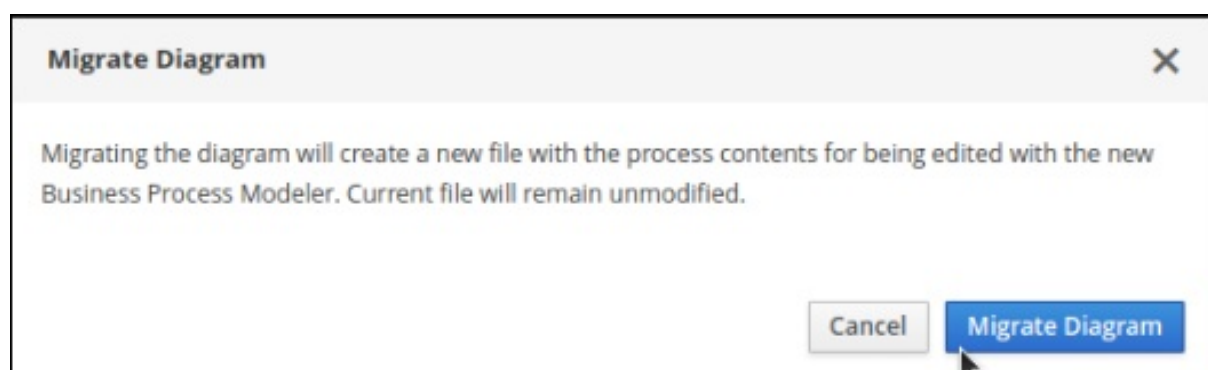 Migrate Diagram
Migrating the diagram will create a new file with the process contents for being edited with the new
Business Process Modeler. Current file will remain unmodified.
Cancel
Migrate Diagram